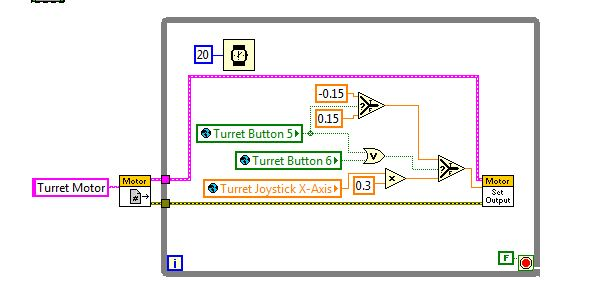 20
-0.15
0.15
Turret Button 5
Turret Button 6
Turret Motor
Motor
#
Turret Joystick X-Axis
0.3
x
V
? T F
? T F
Motor
Set
Output
i
F